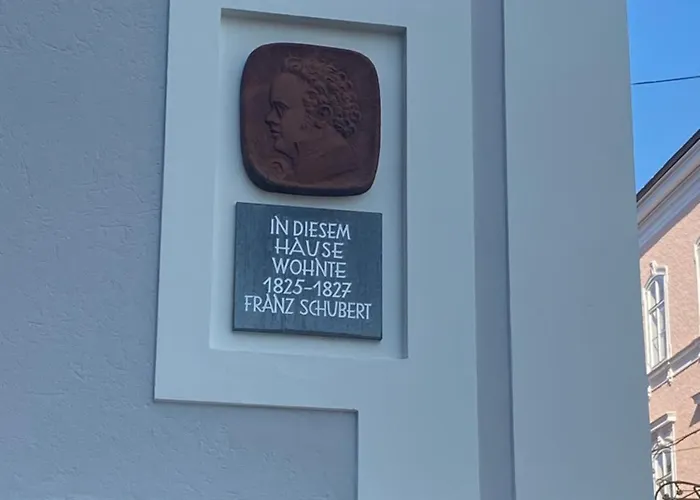 IN DIESEM
HAUSE
WOHNTE
1825-1827
FRANZ SCHUBERT